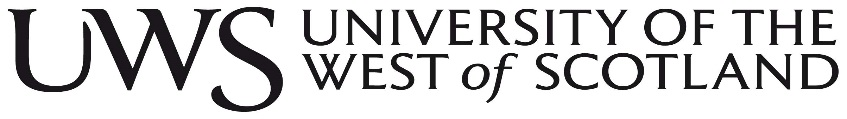 UWS
UNIVERSITY OF THE
WEST of SCOTLAND